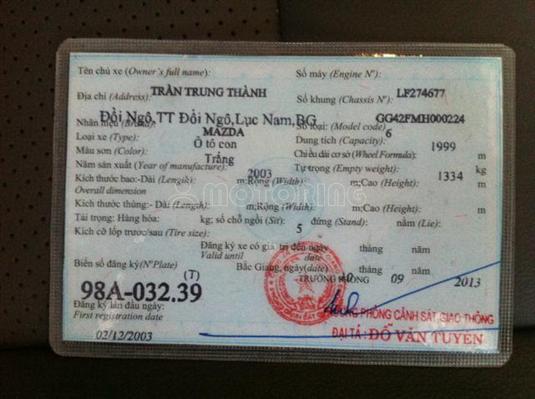 Tên chủ xe (Owner's full name): Số máy (Engine Nº):
Địa chỉ (Address): TRẦN TRUNG THÀNH Số khung (Chassis Nº): LF274677
Đồi Ngô,TT Đồi Ngô,Lục Nam,BG GG42FMH000224
Nhãn hiệu (Brand): MAZDA Số loại: (Model code) 6
Loại xe (Type): Ô tô con Dung tích (Capacity): 1999
Màu sơn (Color): Trắng Chiều dài cơ sở (Wheel Formula): m
Năm sản xuất (Year of manufacture): 2003 Tự trọng (Empty weight): 1334 kg
Kích thước bao:-Dài (Length) m;Rộng (Width) m;Cao (Height): m
Overall dimension
Kích thước thùng:-Dài (Length): m;Rộng (Width): m;Cao (Height): m
Tải trọng: Hàng hóa: kg; số chỗ ngồi (Sit): 5 đứng (Stand): nằm (Lie):
Kích cỡ lốp trước/sau (Tire size):
Đăng ký xe có giá trị đến ngày tháng năm
Valid until date
Biển số đăng ký(NºPlate) Bắc Giang, ngày(date) 10 tháng 09 năm 2013
(T)
98A-032.39
TRƯỞNG PHÒNG
Đăng ký lần đầu ngày:
First registration date
02/12/2003
PHÒNG CẢNH SÁT GIAO THÔNG
ĐẠI TÁ: ĐỖ VĂN TUYẾN